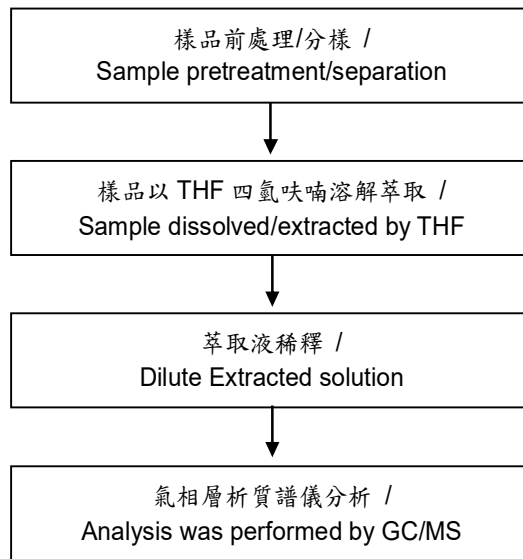 樣品前處理/分樣 /
Sample pretreatment/separation
樣品以 THF 四氫呋喃溶解萃取 /
Sample dissolved/extracted by THF
萃取液稀釋 /
Dilute Extracted solution
氣相層析質譜儀分析 /
Analysis was performed by GC/MS